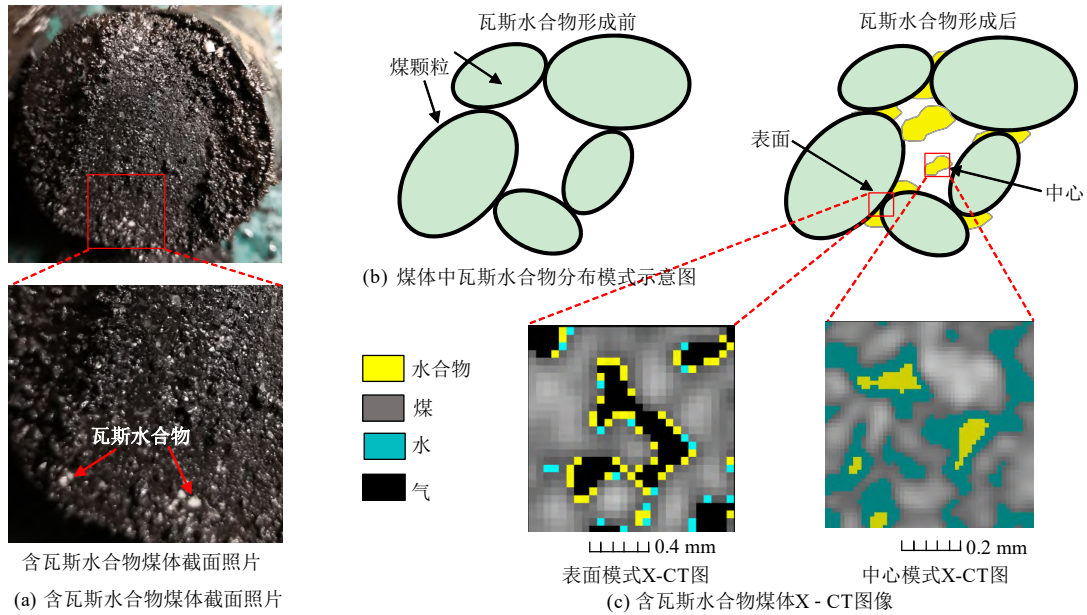 瓦斯水合物
含瓦斯水合物煤体截面照片
(a) 含瓦斯水合物煤体截面照片
瓦斯水合物形成前
煤颗粒
瓦斯水合物形成后
表面
中心
(b) 煤体中瓦斯水合物分布模式示意图
水合物
煤
水
气
0.4 mm
表面模式X-CT图
0.2 mm
中心模式X-CT图
(c) 含瓦斯水合物煤体X - CT图像